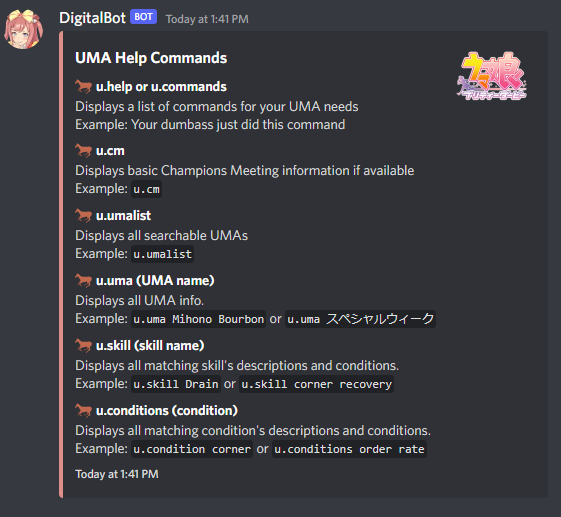 DigitalBot BOT Today at 1:41 PM
UMA Help Commands
ウマ娘
プリティーダービー
u.help or u.commands
Displays a list of commands for your UMA needs
Example: Your dumbass just did this command
u.cm
Displays basic Champions Meeting information if available
Example: u.cm
u.umalist
Displays all searchable UMAs
Example: u.umalist
u.uma (UMA name)
Displays all UMA info.
Example: u.uma Mihono Bourbon or u.uma スペシャルウィーク
u.skill (skill name)
Displays all matching skill's descriptions and conditions.
Example: u.skill Drain or u.skill corner recovery
u.conditions (condition)
Displays all matching condition's descriptions and conditions.
Example: u.condition corner or u.conditions order rate
Today at 1:41 PM